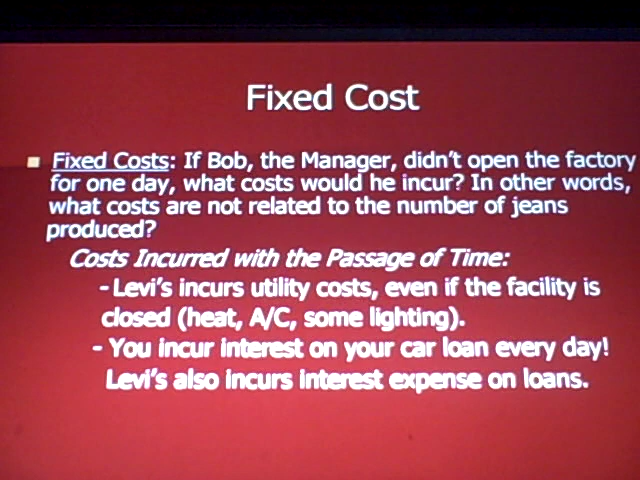 Fixed Cost
Fixed Costs: If Bob, the Manager, didn't open the factory
for one day, what costs would he incur? In other words,
what costs are not related to the number of jeans
produced?
Costs Incurred with the Passage of Time:
- Levi's incurs utility costs, even if the facility is
closed (heat, A/C, some lighting).
- You incur interest on your car loan every day!
Levi's also incurs interest expense on loans.